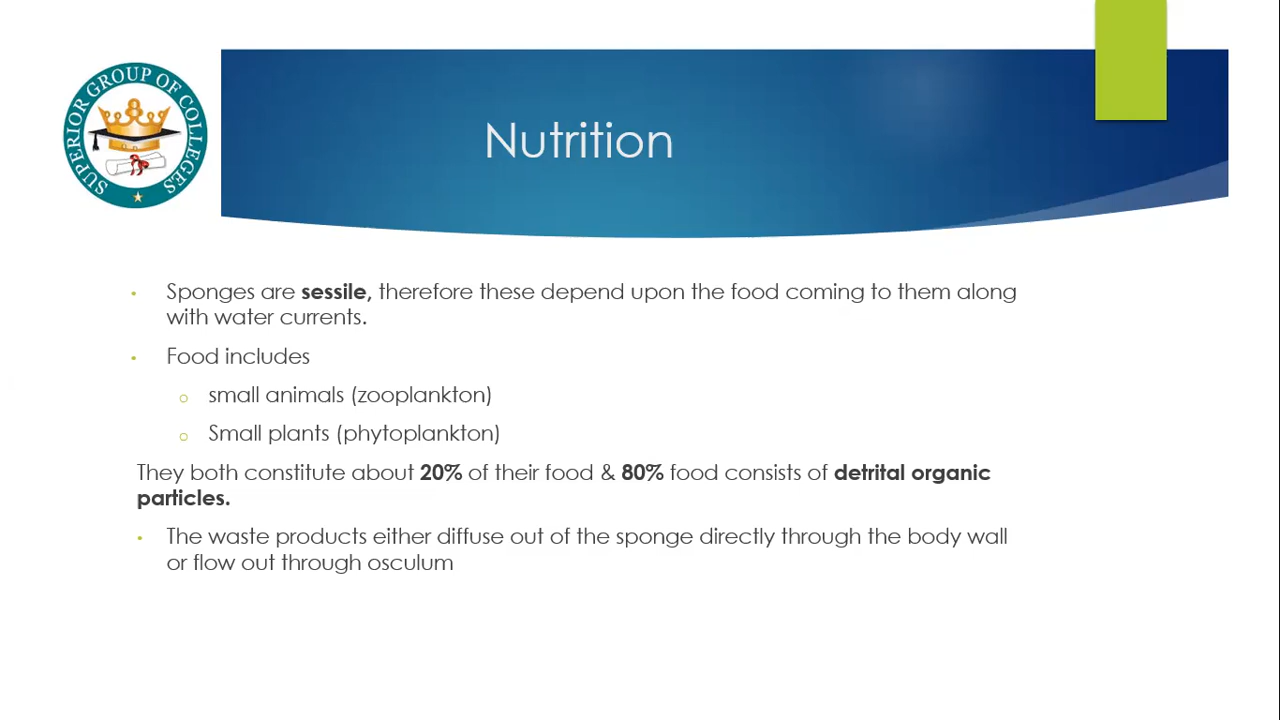 SUPERIOR GROUP OF COLLEGES
Nutrition
• Sponges are sessile, therefore these depend upon the food coming to them along
with water currents.
• Food includes
o small animals (zooplankton)
o Small plants (phytoplankton)
They both constitute about 20% of their food & 80% food consists of detrital organic
particles.
• The waste products either diffuse out of the sponge directly through the body wall
or flow out through osculum